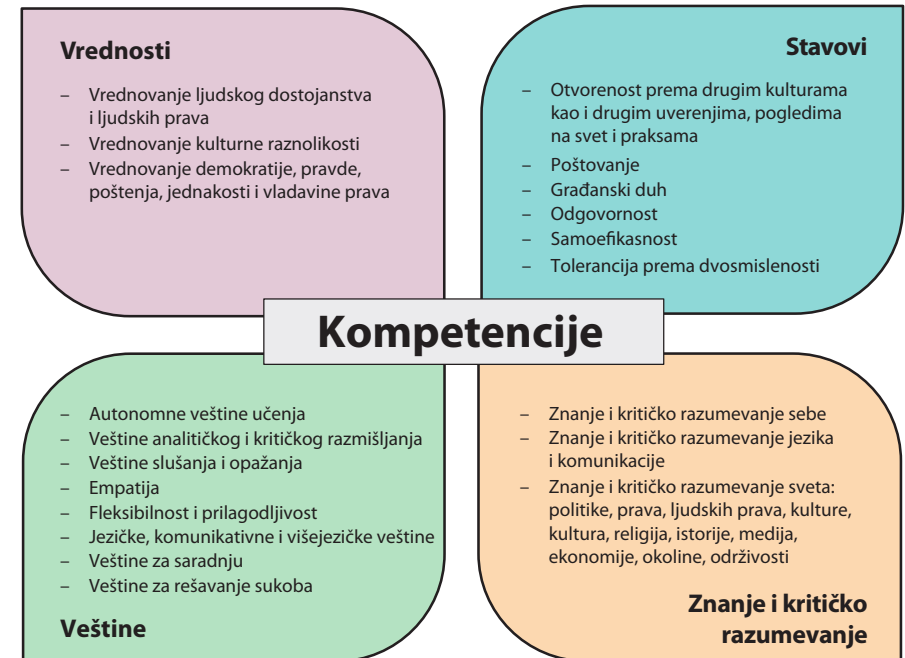 Vrednosti
– Vrednovanje ljudskog dostojanstva
i ljudskih prava
– Vrednovanje kulturne raznolikosti
– Vrednovanje demokratije, pravde,
poštenja, jednakosti i vladavine prava
Stavovi
– Otvorenost prema drugim kulturama
kao i drugim uverenjima, pogledima
na svet i praksama
– Poštovanje
– Građanski duh
– Odgovornost
– Samoefikasnost
– Tolerancija prema dvosmislenosti
Kompetencije
– Autonomne veštine učenja
– Veštine analitičkog i kritičkog razmišljanja
– Veštine slušanja i opažanja
– Empatija
– Fleksibilnost i prilagodljivost
– Jezičke, komunikativne i višejezičke veštine
– Veštine za saradnju
– Veštine za rešavanje sukoba
Veštine
– Znanje i kritičko razumevanje sebe
– Znanje i kritičko razumevanje jezika
i komunikacije
– Znanje i kritičko razumevanje sveta:
politike, prava, ljudskih prava, kulture,
kultura, religija, istorije, medija,
ekonomije, okoline, održivosti
Znanje i kritičko
razumevanje